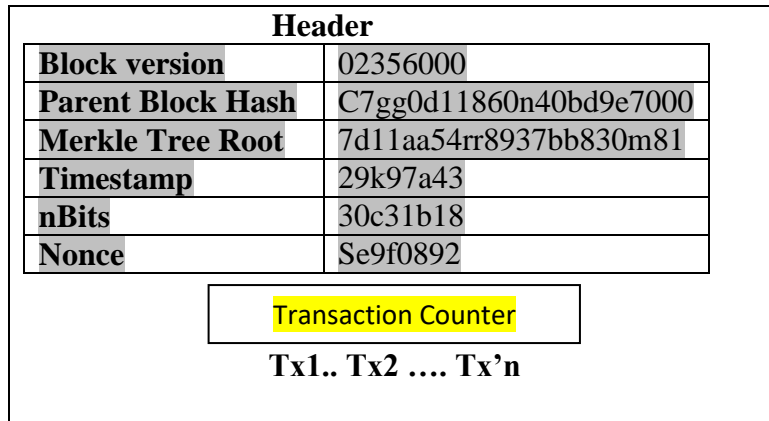 Header
Block version 02356000
Parent Block Hash C7gg0d11860n40bd9e7000
Merkle Tree Root 7d11aa54rr8937bb830m81
Timestamp 29k97a43
nBits 30c31b18
Nonce Se9f0892
Transaction Counter
Tx1.. Tx2 …. Tx’n